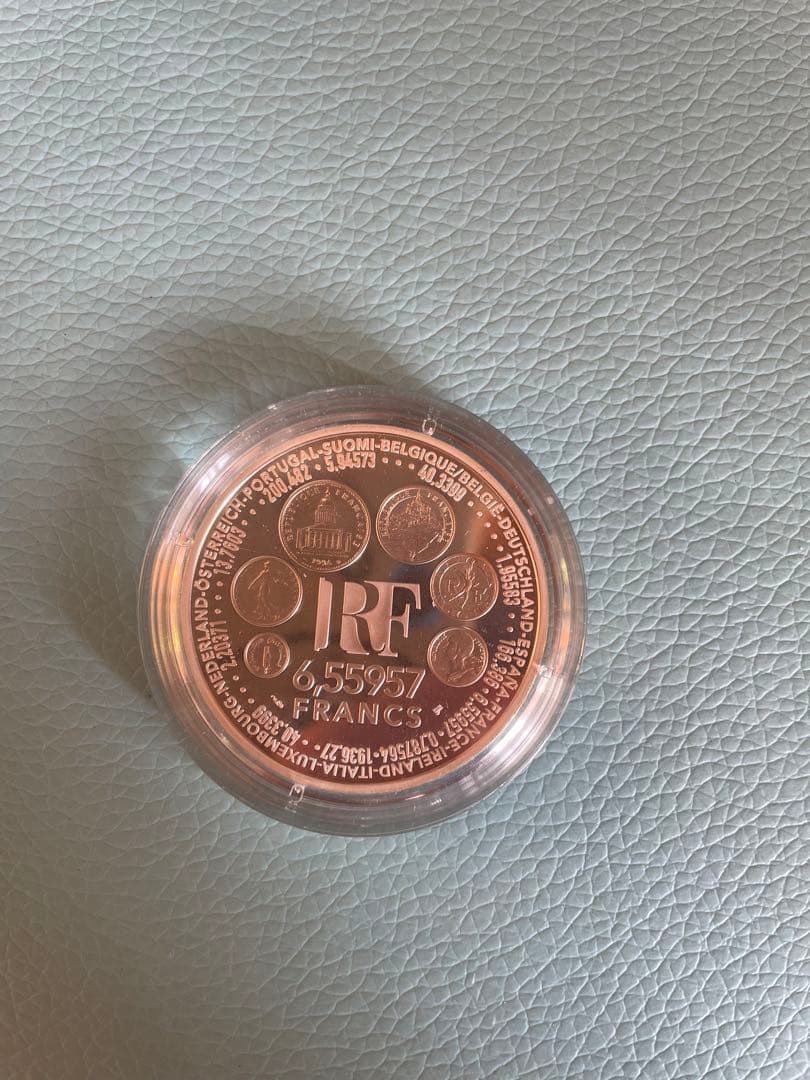 BELGIQUE/BELGIË-DEUTSCHLAND-ESPAÑA-FRANCE-IRELAND-ITALIA-LUXEMBOURG-NEDERLAND-ÖSTERREICH-PORTUGAL-SUOMI-
40.3399 • • • 1,95583 • • • 166.386 • 6,55957 • 0.787564 • 1936.27 • • • 40.3399 • • • 2.20371 • • • 13.7603 • • • 200.482 • 5.94573 • • •
REPUBLIQUE FRANÇAISE
RF
6,55957
FRANCS